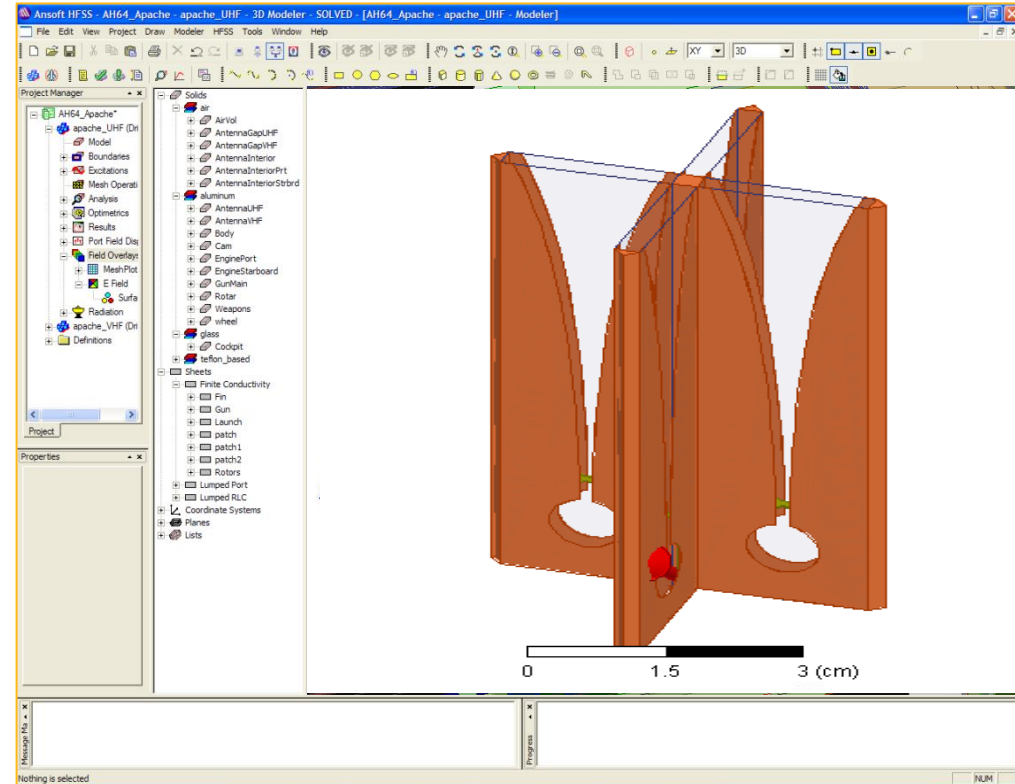 Ansoft HFSS - AH64_Apache - apache_UHF - 3D Modeler - SOLVED - [AH64_Apache - apache_UHF - Modeler]
File Edit View Project Draw Modeler HFSS Tools Window Help
XY 3D
Project Manager
AH64_Apache*
apache_UHF (Dri
Model
Boundaries
Excitations
Mesh Operati
Analysis
Optimetrics
Results
Port Field Disp
Field Overlays
MeshPlot
E Field
Surfa
Radiation
apache_VHF (Dri
Definitions
Project
Properties
Solids
air
AirVol
AntennaGapUHF
AntennaGapVHF
AntennaInterior
AntennaInteriorPrt
AntennaInteriorStrbrd
aluminum
AntennaUHF
AntennaVHF
Body
Cam
EnginePort
EngineStarboard
GunMain
Rotar
Weapons
wheel
glass
Cockpit
teflon_based
Sheets
Finite Conductivity
Fin
Gun
Launch
patch
patch1
patch2
Rotors
Lumped Port
Lumped RLC
Coordinate Systems
Planes
Lists
0 1.5 3 (cm)
Message Ma
Progress
Nothing is selected
NUM